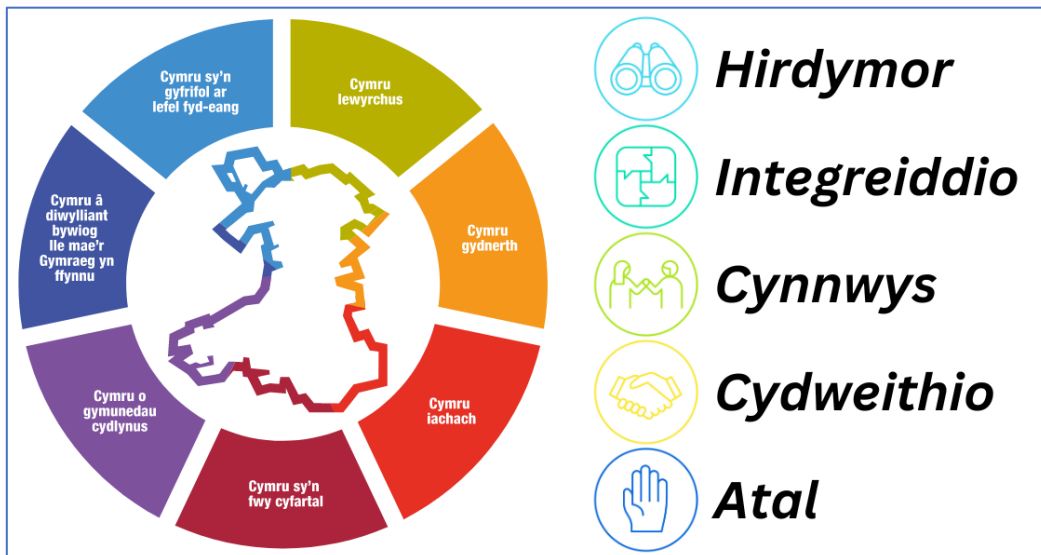 Cymru sy'n
gyfrifol ar
lefel fyd-eang
Cymru
lewyrchus
Cymru
gydnerth
Cymru
iachach
Cymru sy'n
fwy cyfartal
Cymru o
gymunedau
cydlynus
Cymru â
diwylliant
bywiog
lle mae'r
Gymraeg yn
ffynnu
Hirdymor
Integreiddio
Cynnwys
Cydweithio
Atal